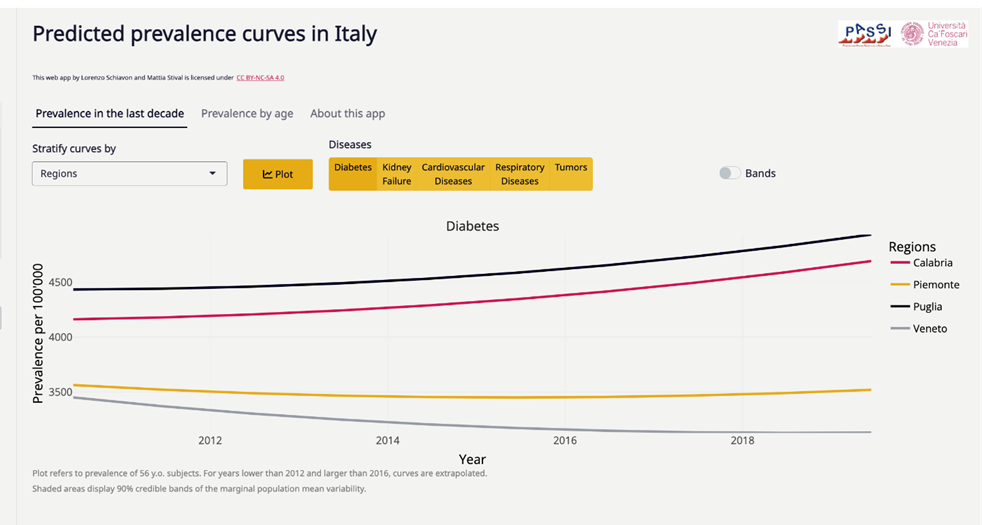 Predicted prevalence curves in Italy
PASSI
Università
Ca'Foscari
Venezia
This web app by Lorenzo Schiavon and Mattia Stival is licensed under CC BY-NC-SA 4.0
Prevalence in the last decade Prevalence by age About this app
Stratify curves by
Regions
Plot
Diseases
Diabetes Kidney Cardiovascular Respiratory Tumors
Failure Diseases Diseases
Bands
Diabetes
Prevalence per 100'000
4500
4000
3500
2012 2014 2016 2018
Year
Regions
Calabria
Piemonte
Puglia
Veneto
Plot refers to prevalence of 56 y.o. subjects. For years lower than 2012 and larger than 2016, curves are extrapolated.
Shaded areas display 90% credible bands of the marginal population mean variability.